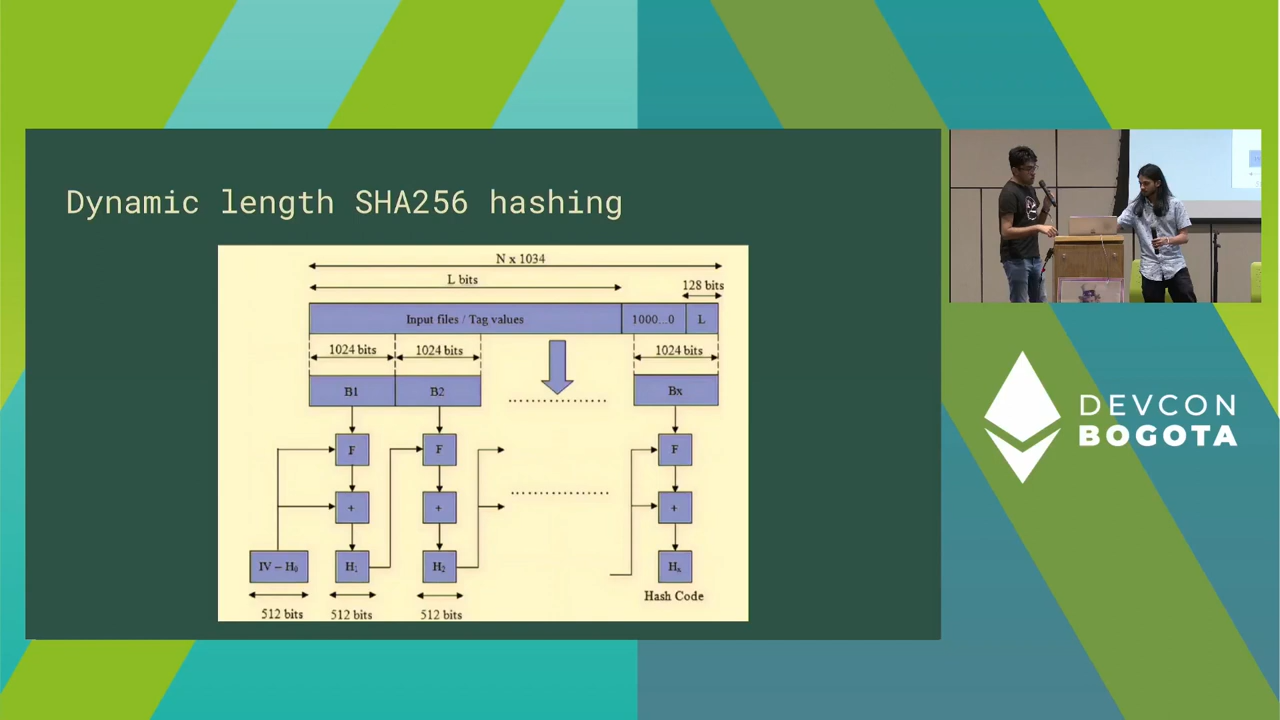 Dynamic length SHA256 hashing
N x 1034
L bits
128 bits
Input files / Tag values
1000...0
L
1024 bits
1024 bits
1024 bits
B1
B2
Bx
F
F
F
+
+
+
IV – H0
H1
H2
Hx
Hash Code
512 bits
512 bits
512 bits
DEVCON
BOGOTA